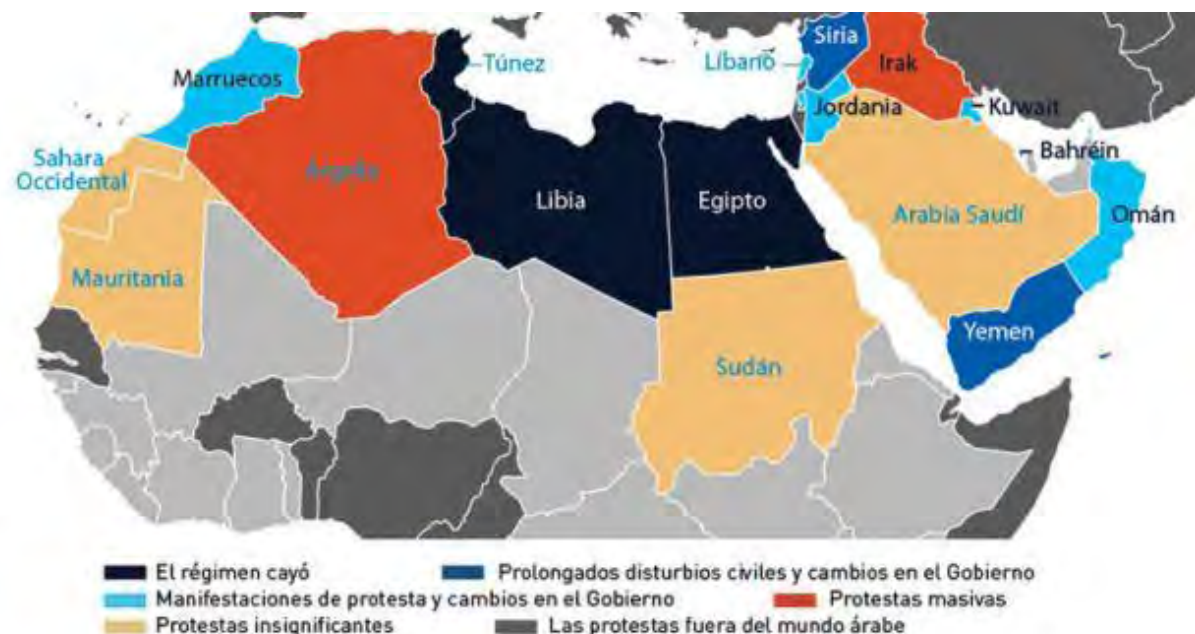 Siria
Marruecos
Túnez
Líbano
Irak
Jordania
Kuwait
Bahréin
Sahara
Occidental
Argelia
Libia
Egipto
Arabia Saudí
Omán
Mauritania
Yemen
Sudán
El régimen cayó
Prolongados disturbios civiles y cambios en el Gobierno
Manifestaciones de protesta y cambios en el Gobierno
Protestas masivas
Protestas insignificantes
Las protestas fuera del mundo árabe